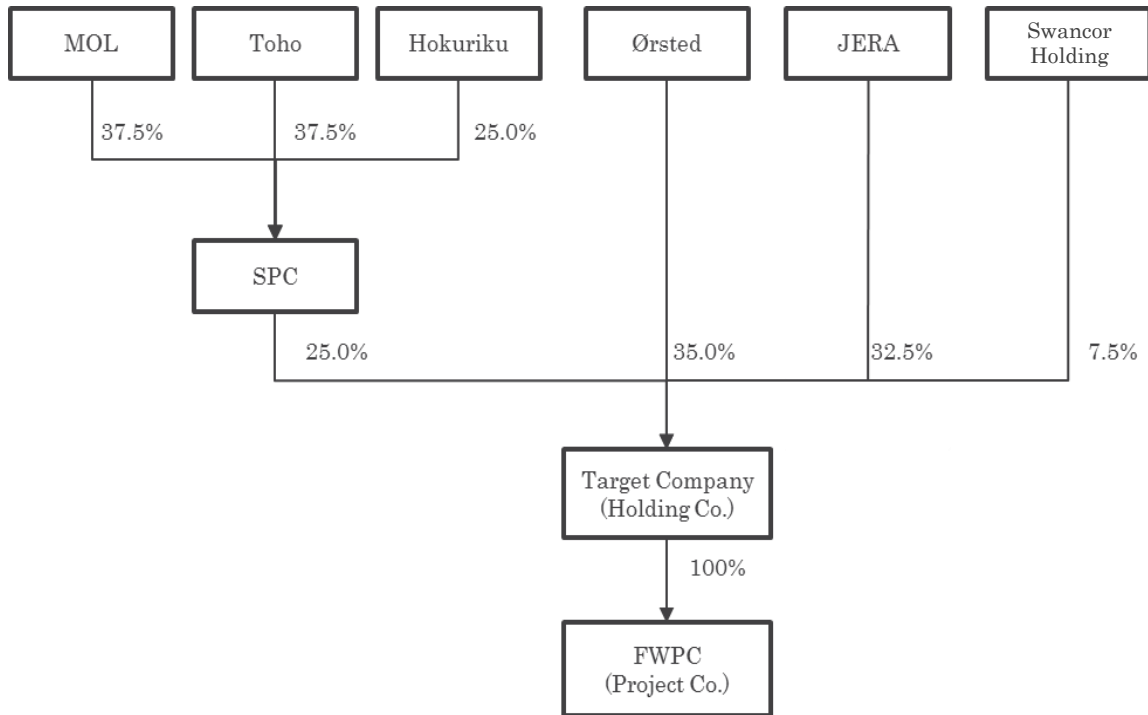 MOL
Toho
Hokuriku
Ørsted
JERA
Swancor
Holding
37.5%
37.5%
25.0%
SPC
25.0%
35.0%
32.5%
7.5%
Target Company
(Holding Co.)
100%
FWPC
(Project Co.)